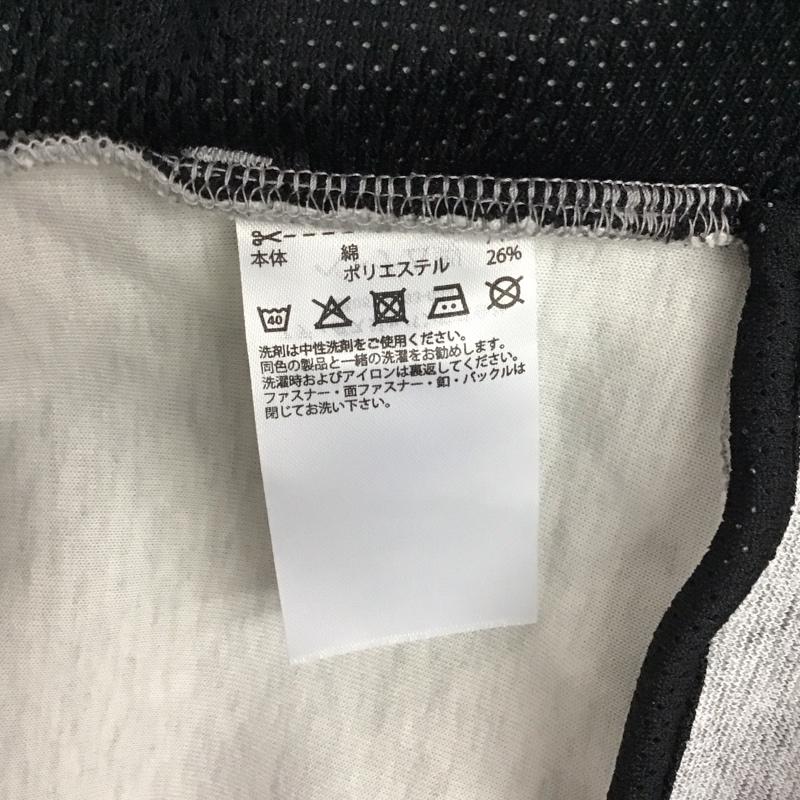 本体 綿
ポリエステル 26%
40
洗剤は中性洗剤をご使用ください。
同色の製品と一緒の洗濯をお勧めします。
洗濯時およびアイロンは裏返してください。
ファスナー・面ファスナー・釦・バックルは
閉じてお洗い下さい。